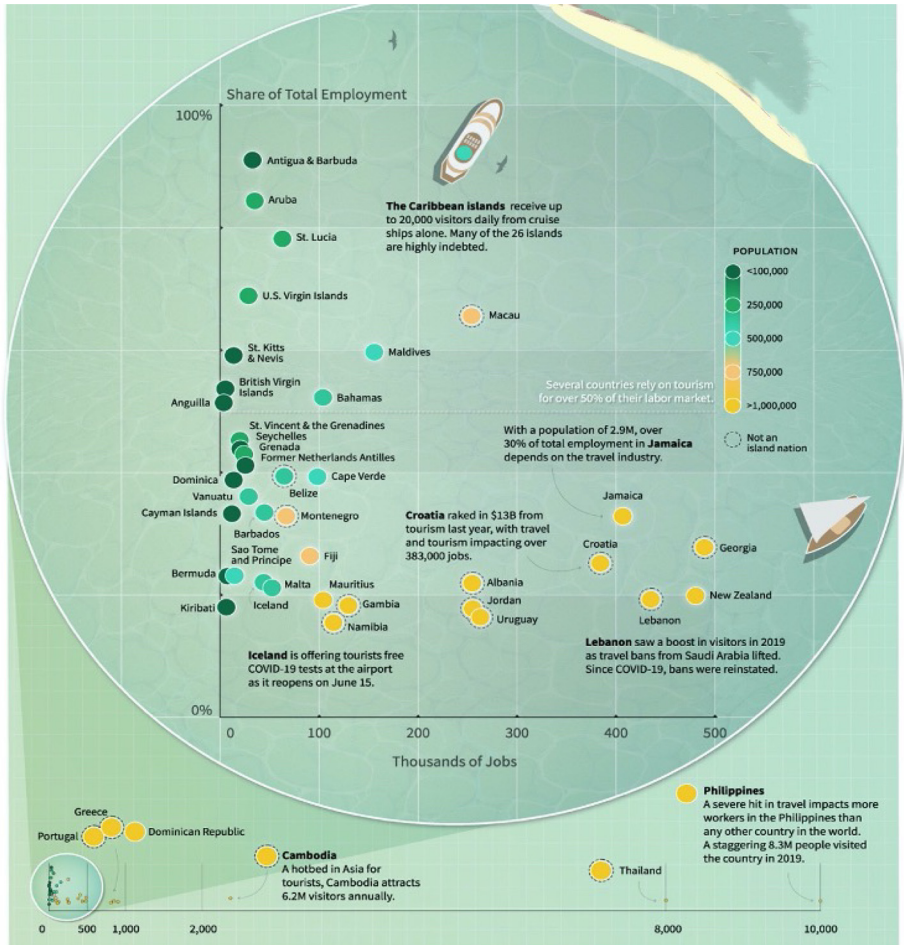 Share of Total Employment
100%
Antigua & Barbuda
Aruba
The Caribbean islands receive up
to 20,000 visitors daily from cruise
ships alone. Many of the 26 islands
are highly indebted.
St. Lucia
POPULATION
<100,000
250,000
500,000
750,000
>1,000,000
Not an
island nation
U.S. Virgin Islands
Macau
St. Kitts
& Nevis
Maldives
British Virgin
Islands
Several countries rely on tourism
for over 50% of their labor market.
Anguilla
Bahamas
St. Vincent & the Grenadines
Seychelles
Grenada
Former Netherlands Antilles
With a population of 2.9M, over
30% of total employment in Jamaica
depends on the travel industry.
Dominica
Cape Verde
Vanuatu
Belize
Jamaica
Cayman Islands
Montenegro
Barbados
Croatia raked in $13B from
tourism last year, with travel
and tourism impacting over
383,000 jobs.
Croatia
Georgia
Sao Tome
and Principe
Fiji
Bermuda
Malta
Mauritius
Albania
Iceland
Gambia
Jordan
New Zealand
Kiribati
Namibia
Uruguay
Lebanon
Iceland is offering tourists free
COVID-19 tests at the airport
as it reopens on June 15.
Lebanon saw a boost in visitors in 2019
as travel bans from Saudi Arabia lifted.
Since COVID-19, bans were reinstated.
0%
0 100 200 300 400 500
Thousands of Jobs
Philippines
A severe hit in travel impacts more
workers in the Philippines than
any other country in the world.
A staggering 8.3M people visited
the country in 2019.
Greece
Portugal
Dominican Republic
Cambodia
A hotbed in Asia for
tourists, Cambodia attracts
6.2M visitors annually.
Thailand
0 500 1,000 2,000 8,000 10,000